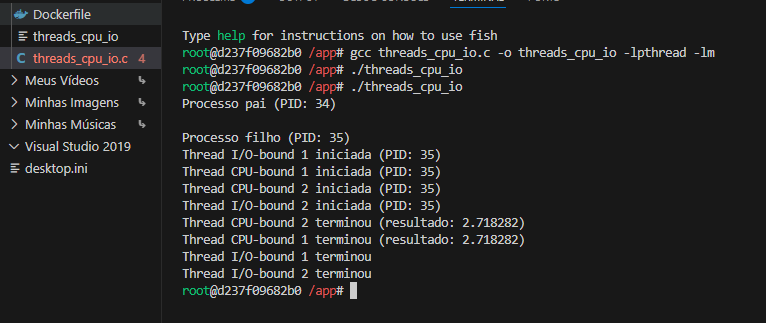 Dockerfile
threads_cpu_io
C threads_cpu_io.c 4
Meus Vídeos
Minhas Imagens
Minhas Músicas
Visual Studio 2019
desktop.ini
Type help for instructions on how to use fish
root@d237f09682b0 /app# gcc threads_cpu_io.c -o threads_cpu_io -lpthread -lm
root@d237f09682b0 /app# ./threads_cpu_io
root@d237f09682b0 /app# ./threads_cpu_io
Processo pai (PID: 34)
Processo filho (PID: 35)
Thread I/O-bound 1 iniciada (PID: 35)
Thread CPU-bound 1 iniciada (PID: 35)
Thread CPU-bound 2 iniciada (PID: 35)
Thread I/O-bound 2 iniciada (PID: 35)
Thread CPU-bound 2 terminou (resultado: 2.718282)
Thread CPU-bound 1 terminou (resultado: 2.718282)
Thread I/O-bound 1 terminou
Thread I/O-bound 2 terminou
root@d237f09682b0 /app#